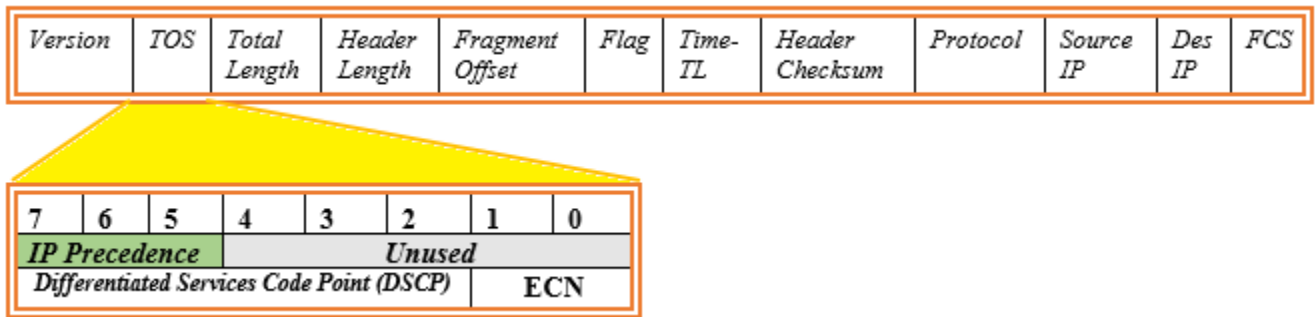 Version TOS Total Header Fragment Flag Time- Header Protocol Source Des FCS
Length Length Offset TL Checksum IP IP
7 6 5 4 3 2 1 0
IP Precedence Unused
Differentiated Services Code Point (DSCP) ECN